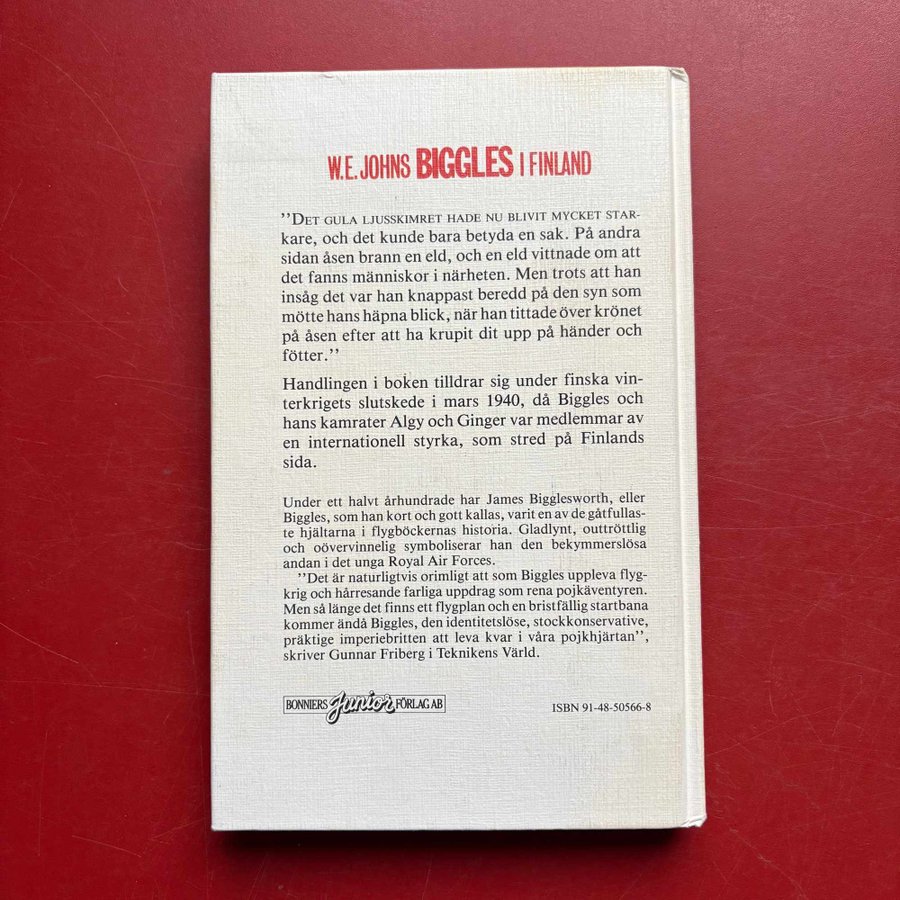 W.E. JOHNS BIGGLES I FINLAND
"DET GULA LJUSSKIMRET HADE NU BLIVIT MYCKET STAR-
kare, och det kunde bara betyda en sak. På andra
sidan åsen brann en eld, och en eld vittnade om att
det fanns människor i närheten. Men trots att han
insåg det var han knappast beredd på den syn som
mötte hans häpna blick, när han tittade över krönet
på åsen efter att ha krupit dit upp på händer och
fötter."
Handlingen i boken tilldrar sig under finska vin-
terkrigets slutskede i mars 1940, då Biggles och
hans kamrater Algy och Ginger var medlemmar av
en internationell styrka, som stred på Finlands
sida.
Under ett halvt århundrade har James Bigglesworth, eller
Biggles, som han kort och gott kallas, varit en av de gåtfullas-
te hjältarna i flygböckernas historia. Gladlynt, outtröttlig
och oövervinnelig symboliserar han den bekymmerslösa
andan i det unga Royal Air Forces.
"Det är naturligtvis orimligt att som Biggles uppleva flyg-
krig och hårresande farliga uppdrag som rena pojkäventyren.
Men så länge det finns ett flygplan och en bristfällig startbana
kommer ändå Biggles, den identitetslöse, stockkonservative,
präktige imperiebritten att leva kvar i våra pojkhjärtan",
skriver Gunnar Friberg i Teknikens Värld.
BONNIERS Junior FÖRLAG AB
ISBN 91-48-50566-8